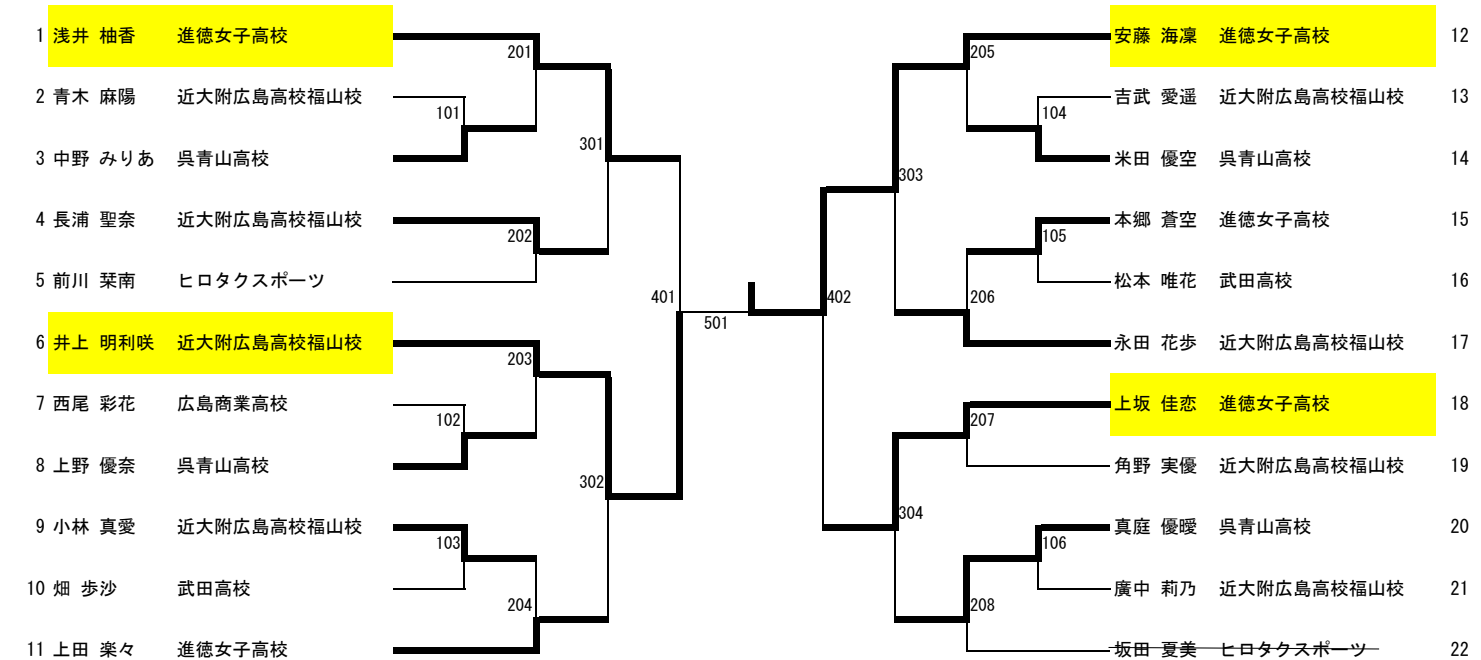 1 浅井 柚香 進徳女子高校
2 青木 麻陽 近大附広島高校福山校
3 中野 みりあ 呉青山高校
4 長浦 聖奈 近大附広島高校福山校
5 前川 栞南 ヒロタクスポーツ
6 井上 明利咲 近大附広島高校福山校
7 西尾 彩花 広島商業高校
8 上野 優奈 呉青山高校
9 小林 真愛 近大附広島高校福山校
10 畑 歩沙 武田高校
11 上田 楽々 進徳女子高校
201
101
202
203
102
103
204
301
302
401
501
402
303
304
205
104
105
206
207
106
208
安藤 海凜 進徳女子高校 12
吉武 愛遥 近大附広島高校福山校 13
米田 優空 呉青山高校 14
本郷 蒼空 進徳女子高校 15
松本 唯花 武田高校 16
永田 花歩 近大附広島高校福山校 17
上坂 佳恋 進徳女子高校 18
角野 実優 近大附広島高校福山校 19
真庭 優曖 呉青山高校 20
廣中 莉乃 近大附広島高校福山校 21
坂田 夏美 ヒロタクスポーツ 22